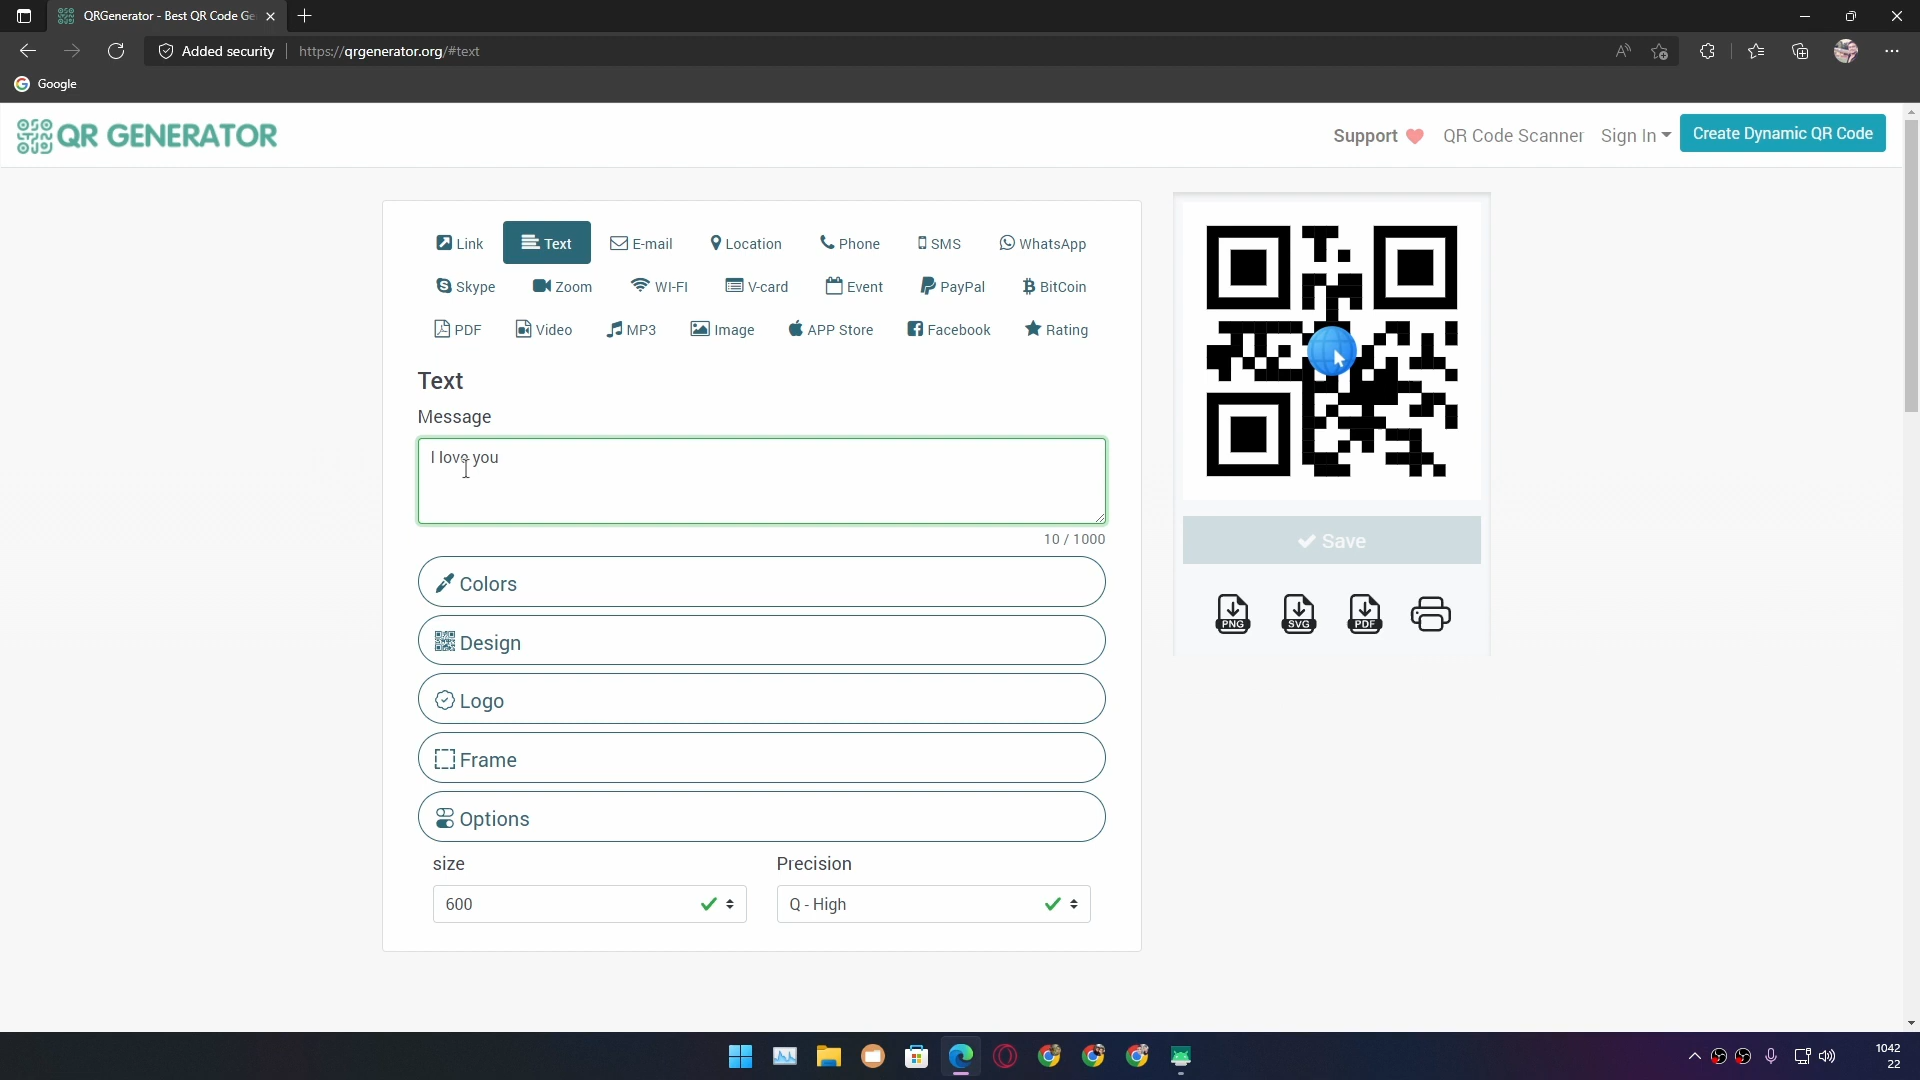 QRGenerator - Best QR Code Ge
Added security
https://qrgenerator.org/#text
Google
QR GENERATOR
Support
QR Code Scanner
Sign In
Create Dynamic QR Code
Link
Text
E-mail
Location
Phone
SMS
WhatsApp
Skype
Zoom
WI-FI
V-card
Event
PayPal
BitCoin
PDF
Video
MP3
Image
APP Store
Facebook
Rating
Text
Message
I love you
10 / 1000
Colors
Design
Logo
Frame
Options
size
Precision
600
Q - High
Save
PNG
SVG
PDF
1042
22